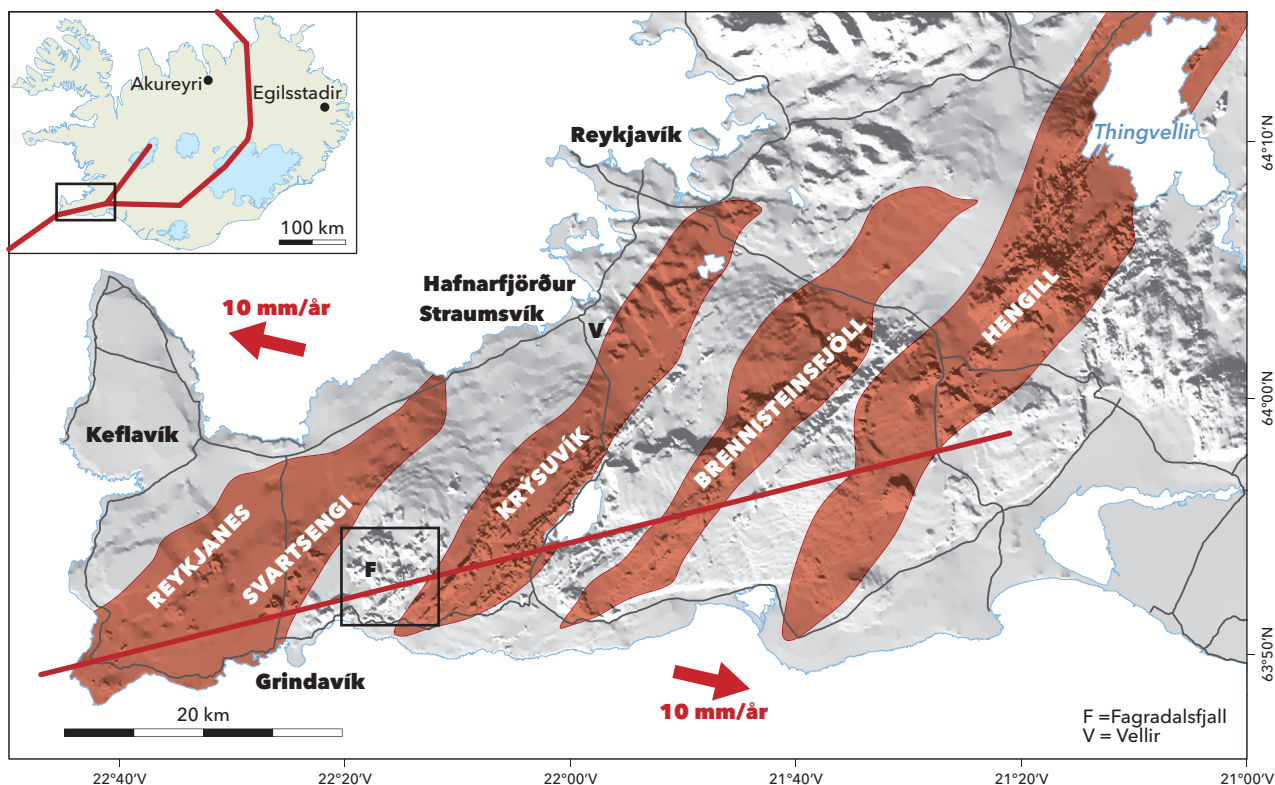 Akureyri
Egilsstadir
100 km
Reykjavík
Thingvellir
64°10'N
Hafnarfjörður
Straumsvík
10 mm/år
V
HENGILL
BRENNISTEINSFJÖLL
64°00'N
Keflavík
KRYSUVÍK
REYKJANES
SVARTSENGI
F
63°50'N
Grindavík
10 mm/år
20 km
F =Fagradalsfjall
V = Vellir
22°40'V
22°20'V
22°00'V
21°40'V
21°20'V
21°00'V